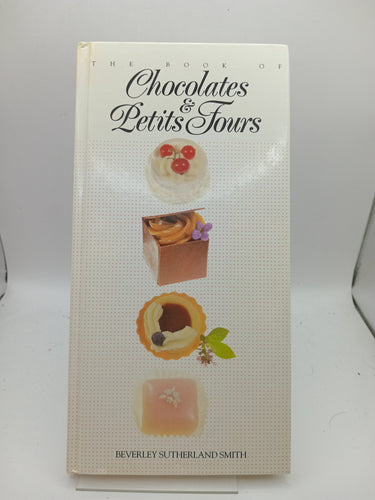 THE BOOK OF
Chocolates
&
Petits Fours
BEVERLEY SUTHERLAND SMITH